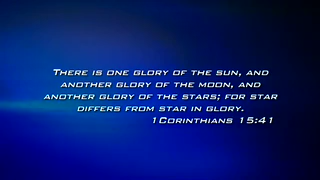 There is one glory of the sun, and
another glory of the moon, and
another glory of the stars; for star
differs from star in glory.
1Corinthians 15:41